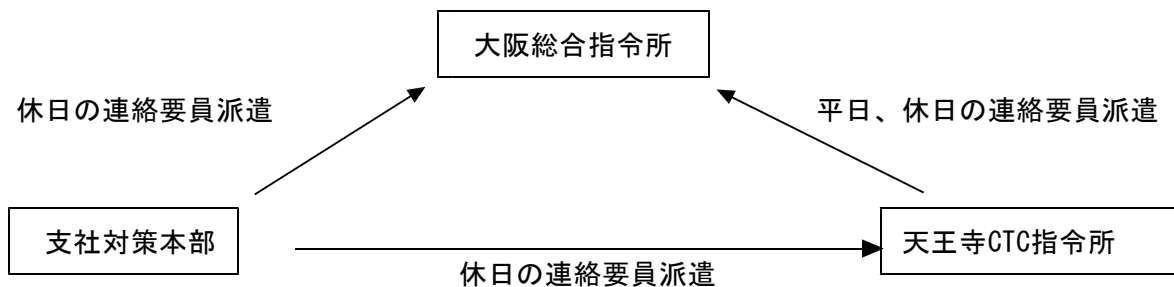 大阪総合指令所
休日の連絡要員派遣
平日、休日の連絡要員派遣
支社対策本部
天王寺CTC指令所
休日の連絡要員派遣